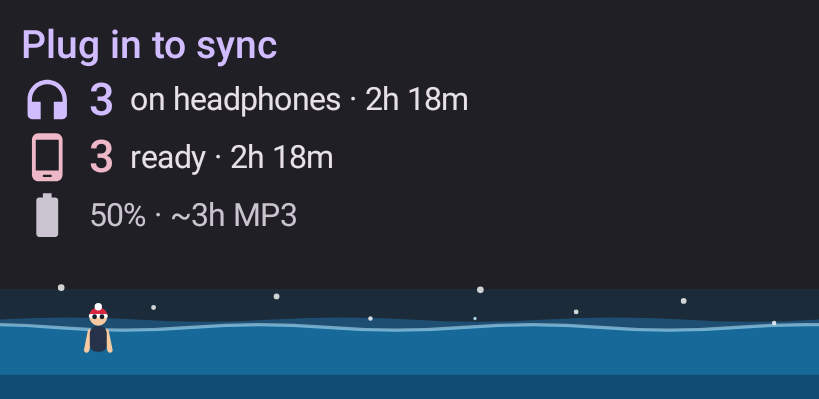 Plug in to sync
3 on headphones · 2h 18m
3 ready · 2h 18m
50% · ~3h MP3